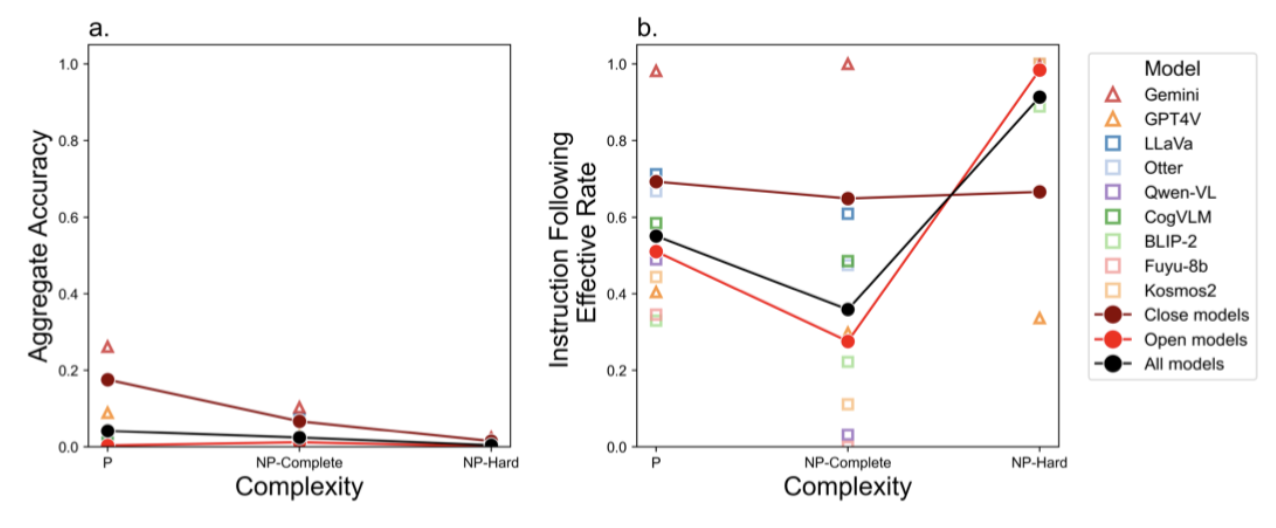 a.
Aggregate Accuracy
1.0
0.8
0.6
0.4
0.2
0.0
P
NP-Complete
NP-Hard
Complexity
b.
Instruction Following
Effective Rate
1.0
0.8
0.6
0.4
0.2
0.0
P
NP-Complete
NP-Hard
Complexity
Model
Gemini
GPT4V
LLaVa
Otter
Qwen-VL
CogVLM
BLIP-2
Fuyu-8b
Kosmos2
Close models
Open models
All models